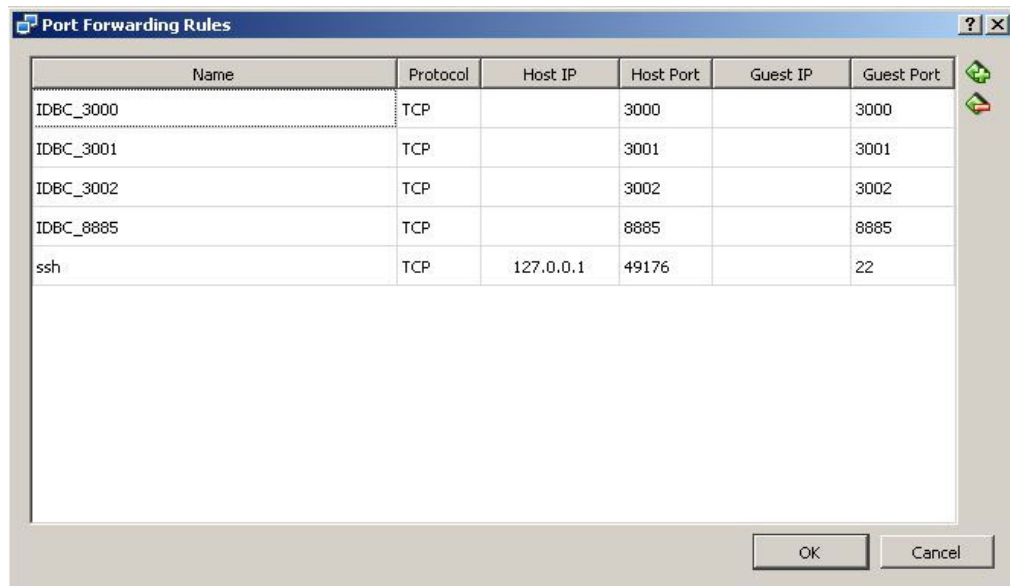 Port Forwarding Rules
Name Protocol Host IP Host Port Guest IP Guest Port
IDBC_3000 TCP 3000 3000
IDBC_3001 TCP 3001 3001
IDBC_3002 TCP 3002 3002
IDBC_8885 TCP 8885 8885
ssh TCP 127.0.0.1 49176 22
OK Cancel